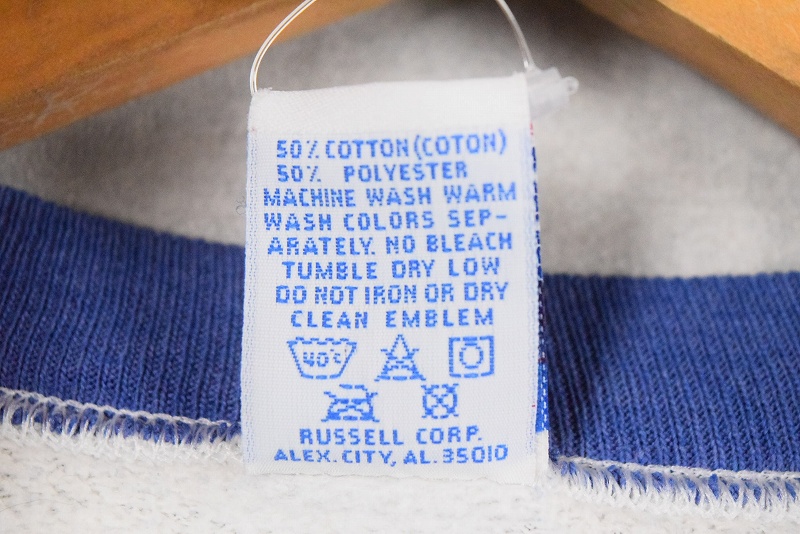 50% COTTON (COTON)
50% POLYESTER
MACHINE WASH WARM
WASH COLORS SEP-
ARATELY. NO BLEACH
TUMBLE DRY LOW
DO NOT IRON OR DRY
CLEAN EMBLEM
40°C
RUSSELL CORP.
ALEX. CITY, AL. 35010